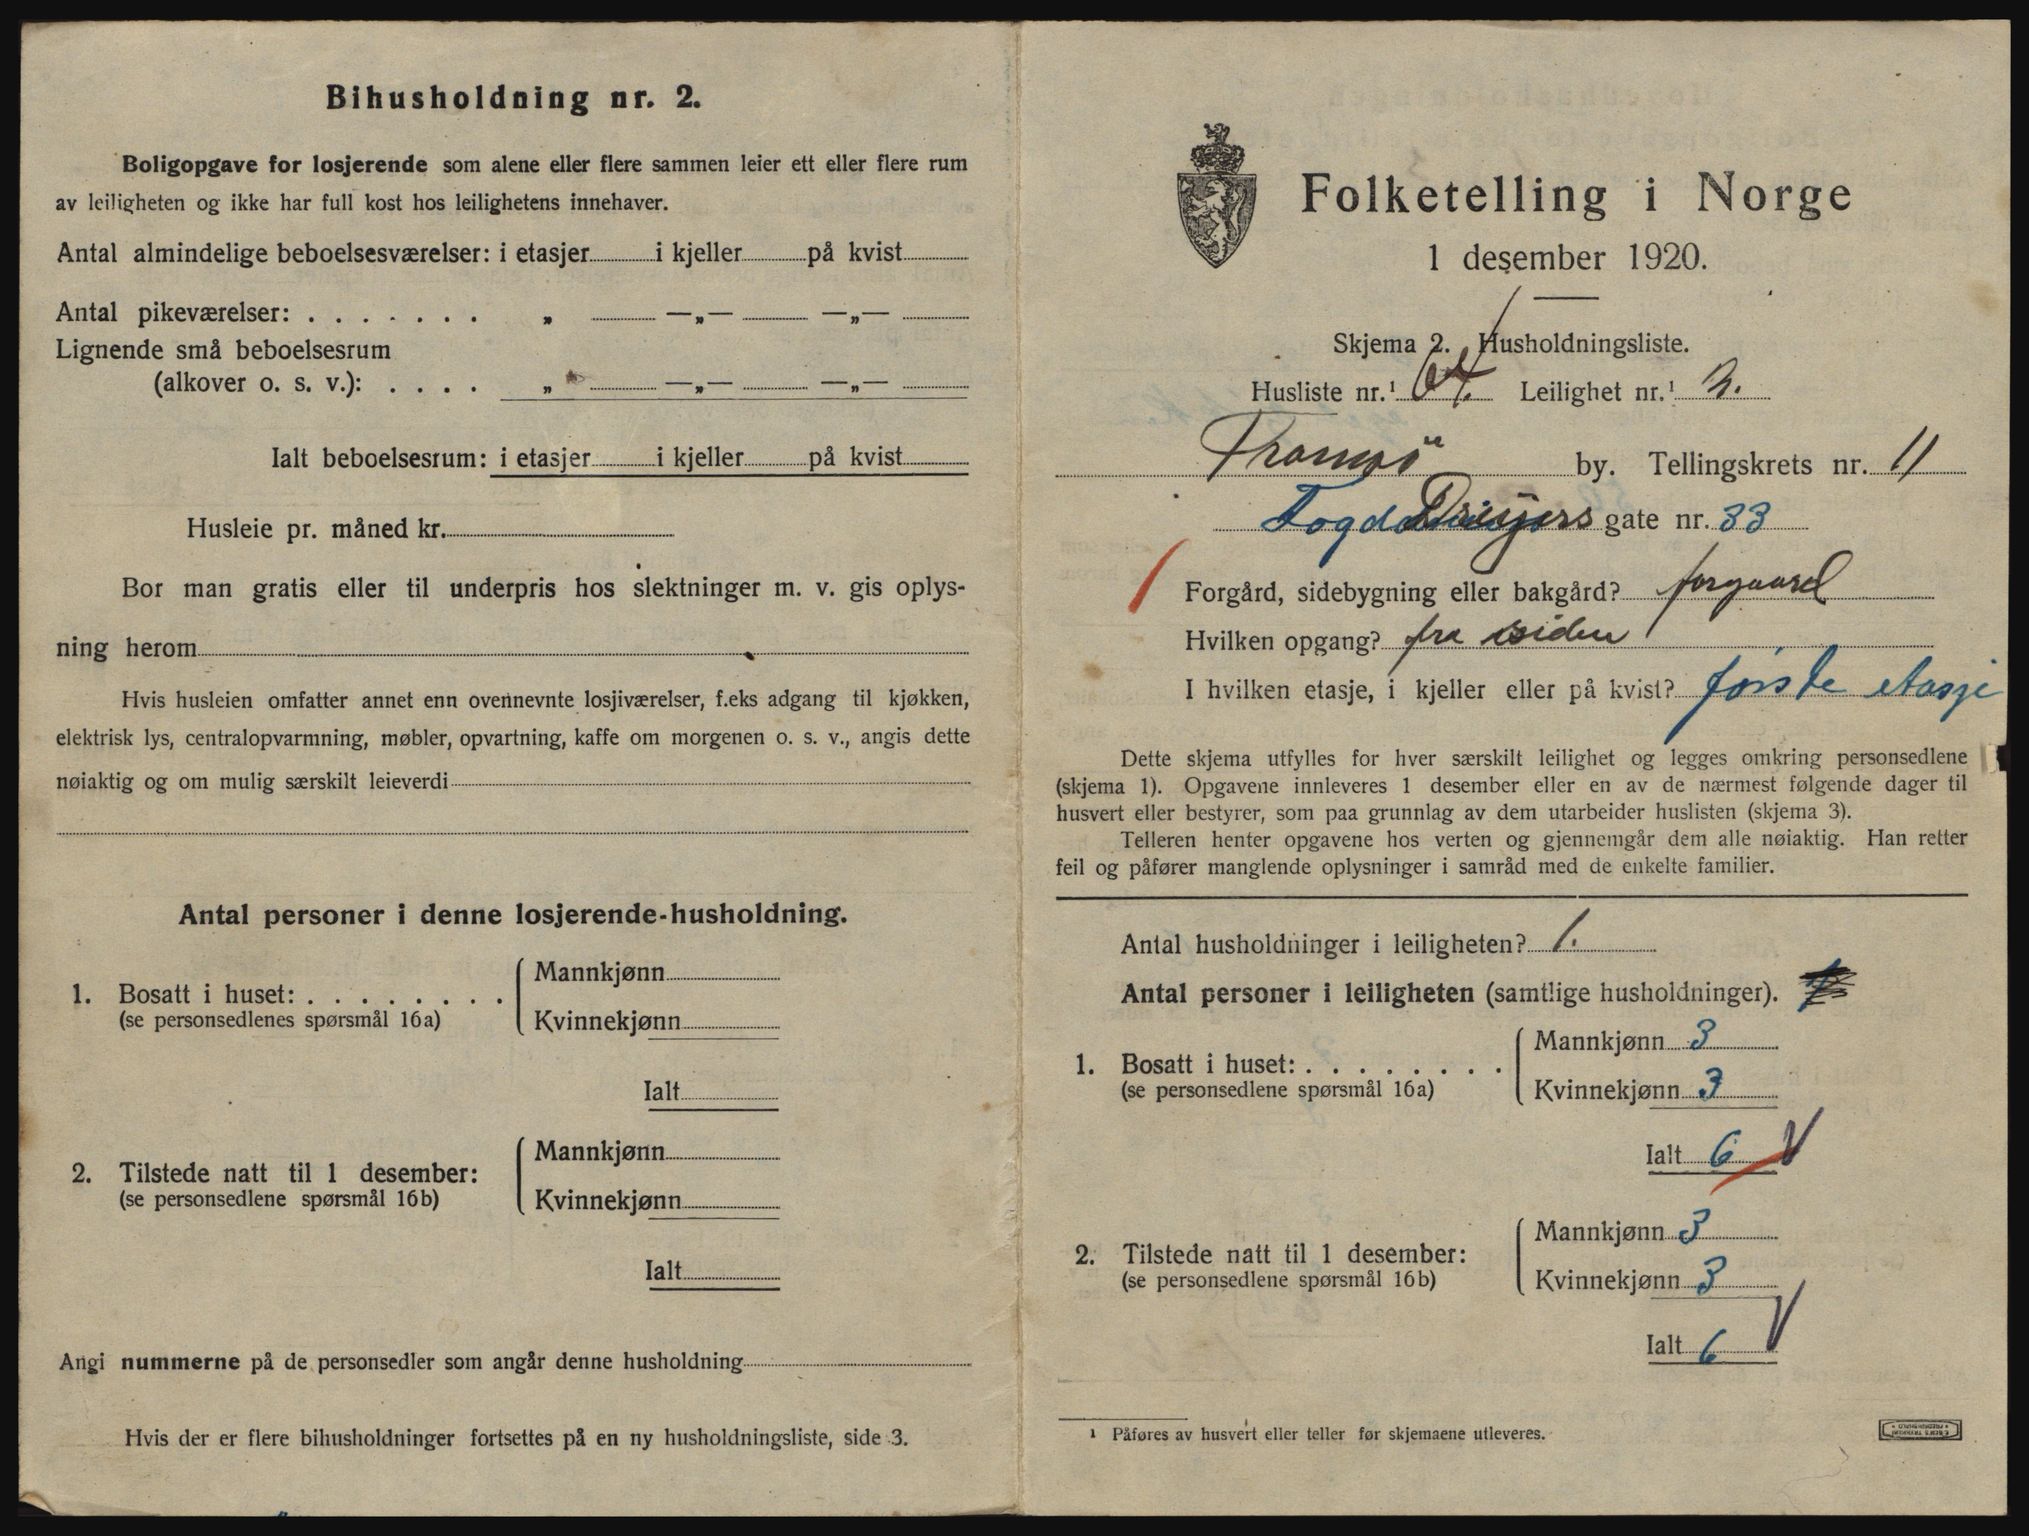 Bihusholdning nr. 2.
Boligopgave for losjerende som alene eller flere sammen leier ett eller flere rum
av leiligheten og ikke har full kost hos leilighetens innehaver.
Antal almindelige beboelsesværelser: i etasjer i kjeller på kvist
Antal pikeværelser: . . . . . . . „ —„— —„—
Lignende små beboelsesrum
(alkover o. s. v.): . . . . „ —„— —„—
Ialt beboelsesrum: i etasjer i kjeller på kvist
Husleie pr. måned kr.
Bor man gratis eller til underpris hos slektninger m. v. gis oplys-
ning herom
Hvis husleien omfatter annet enn ovennevnte losjiværelser, f.eks adgang til kjøkken,
elektrisk lys, centralopvarmning, møbler, opvartning, kaffe om morgenen o. s. v., angis dette
nøiaktig og om mulig særskilt leieverdi
Antal personer i denne losjerende-husholdning.
1. Bosatt i huset: . . . . . . . .
(se personsedlenes spørsmål 16a)
Mannkjønn
Kvinnekjønn
Ialt
2. Tilstede natt til 1 desember:
(se personsedlene spørsmål 16b)
Mannkjønn
Kvinnekjønn
Ialt
Angi nummerne på de personsedler som angår denne husholdning
Hvis der er flere bihusholdninger fortsettes på en ny husholdningsliste, side 3.
Folketelling i Norge
1 desember 1920.
Skjema 2. Husholdningsliste.
Husliste nr.¹ 64. Leilighet nr.¹
Tromsö by. Tellingskrets nr. 11
Fogd Dreyers gate nr. 33
Forgård, sidebygning eller bakgård? forgaard
Hvilken opgang? fra siden
I hvilken etasje, i kjeller eller på kvist? første etasje
Dette skjema utfylles for hver særskilt leilighet og legges omkring personsedlene
(skjema 1). Opgavene innleveres 1 desember eller en av de nærmest følgende dager til
husvert eller bestyrer, som paa grunnlag av dem utarbeider huslisten (skjema 3).
Telleren henter opgavene hos verten og gjennemgår dem alle nøiaktig. Han retter
feil og påfører manglende oplysninger i samråd med de enkelte familier.
Antal husholdninger i leiligheten? 1.
Antal personer i leiligheten (samtlige husholdninger).
1. Bosatt i huset: . . . . . . . .
(se personsedlene spørsmål 16a)
Mannkjønn 3
Kvinnekjønn 3
Ialt 6
2. Tilstede natt til 1 desember:
(se personsedlene spørsmål 16b)
Mannkjønn 3
Kvinnekjønn 3
Ialt 6
¹ Påføres av husvert eller teller før skjemaene utleveres.